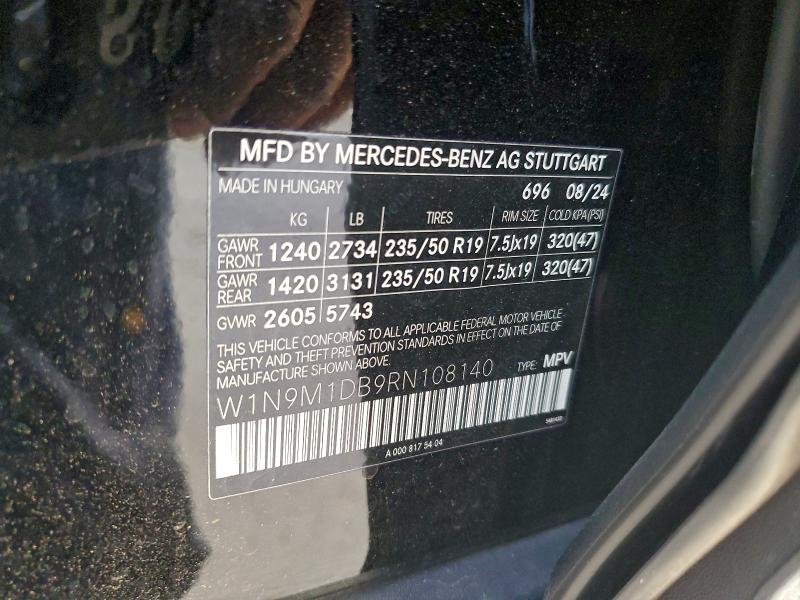 MFD BY MERCEDES-BENZ AG STUTTGART
MADE IN HUNGARY 696 08/24
KG LB TIRES RIM SIZE COLD KPA (PSI)
GAWR FRONT 1240 2734 235/50 R19 7.5Jx19 320(47)
GAWR REAR 1420 3131 235/50 R19 7.5Jx19 320(47)
GVWR 2605 5743
THIS VEHICLE CONFORMS TO ALL APPLICABLE FEDERAL MOTOR VEHICLE
SAFETY AND THEFT PREVENTION STANDARDS IN EFFECT ON THE DATE OF
MANUFACTURE SHOWN ABOVE.
TYPE: MPV
W1N9M1DB9RN108140
A 000 817 54 04